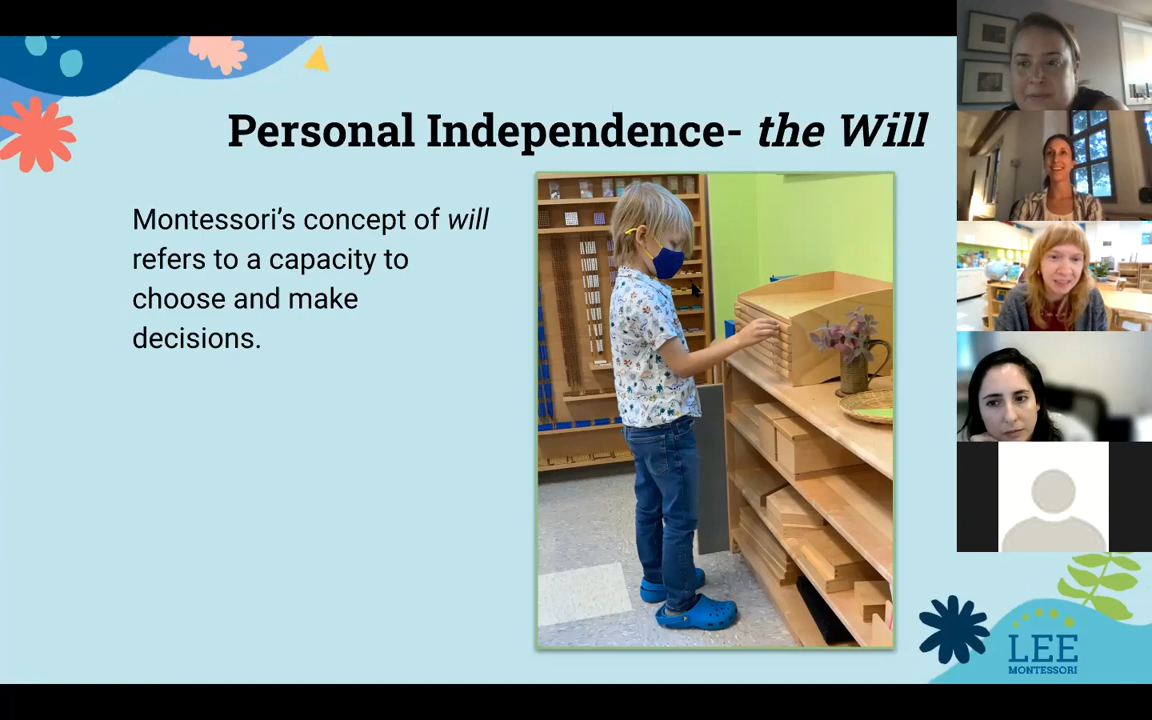 Personal Independence- the Will
Montessori’s concept of will
refers to a capacity to
choose and make
decisions.
LEE
MONTESSORI